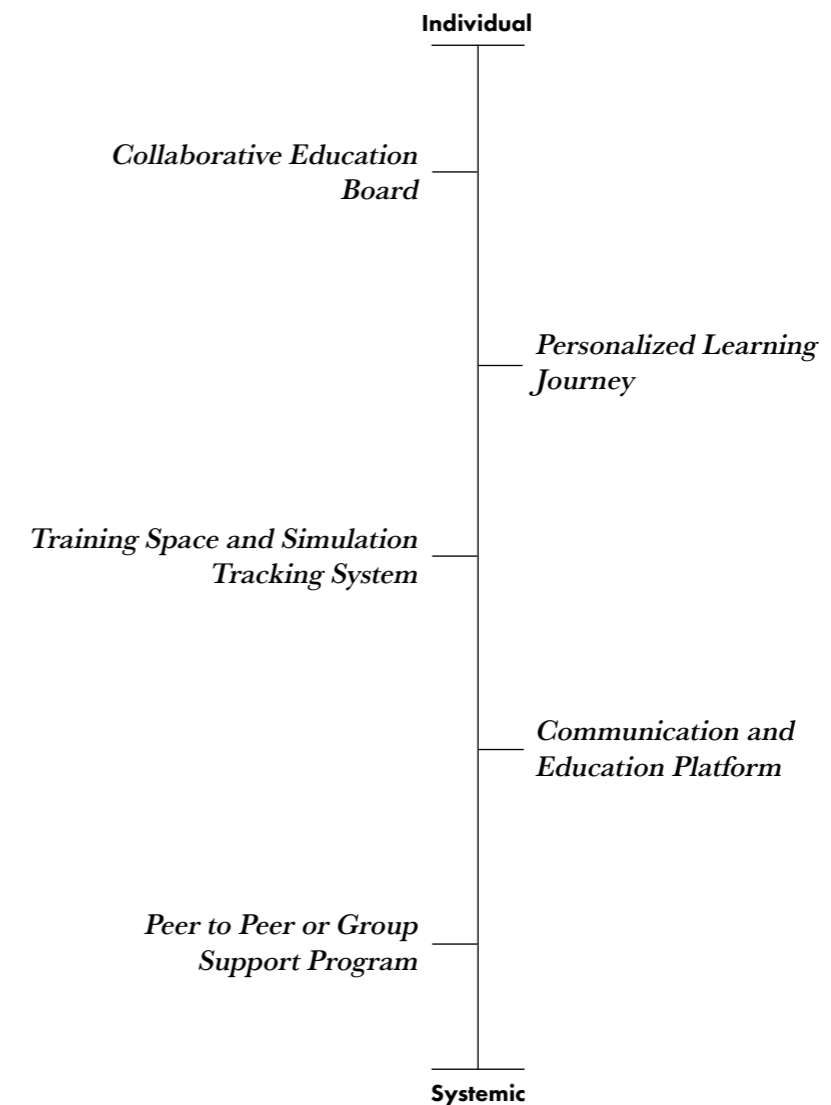 Individual
Collaborative Education
Board
Personalized Learning
Journey
Training Space and Simulation
Tracking System
Communication and
Education Platform
Peer to Peer or Group
Support Program
Systemic